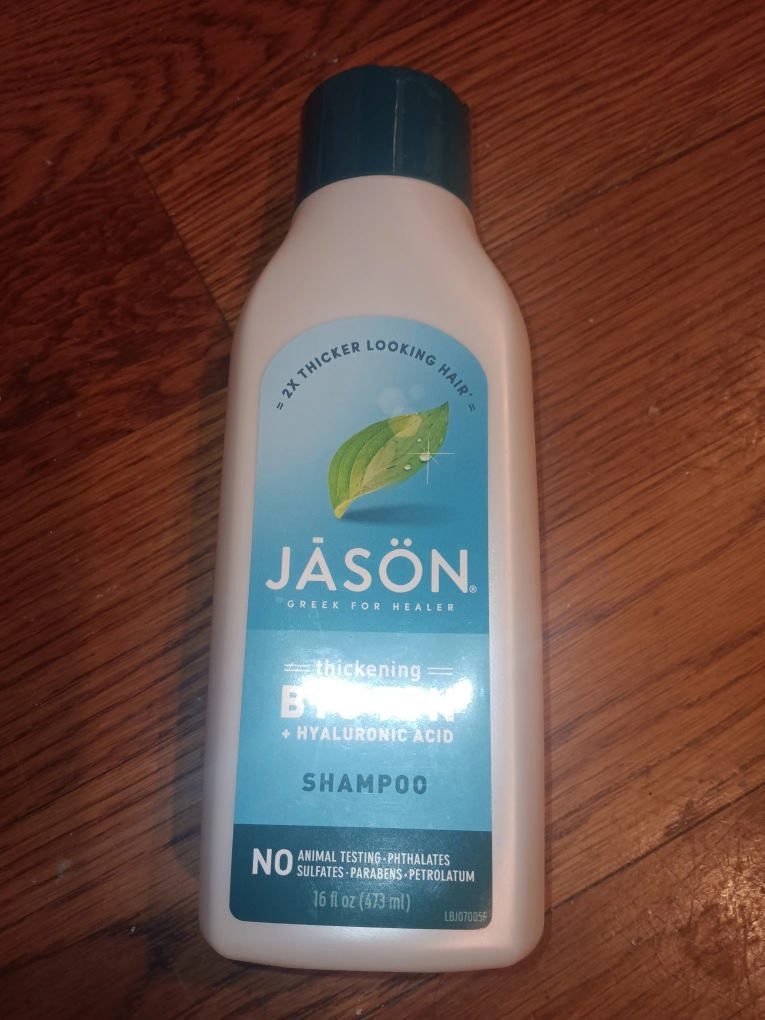 = 2X THICKER LOOKING HAIR* =
JĀSÖN®
GREEK FOR HEALER
thickening
+ HYALURONIC ACID
SHAMPOO
NO ANIMAL TESTING · PHTHALATES
SULFATES · PARABENS · PETROLATUM
16 fl oz (473 ml)
LBJ07005F